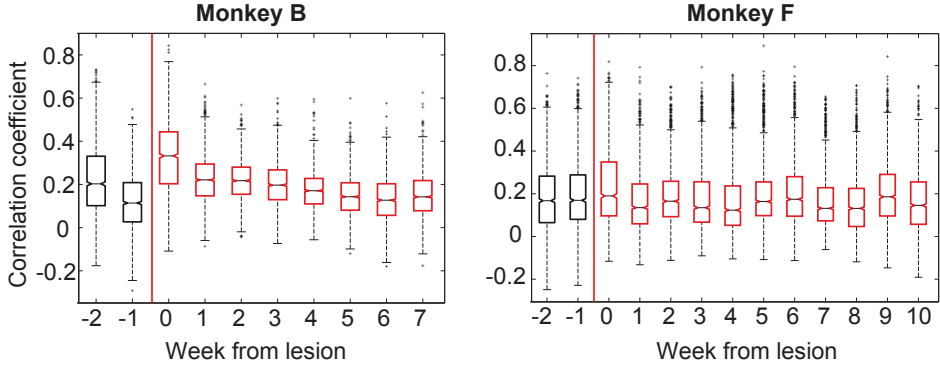 Monkey B
Correlation coefficient
0.8
0.6
0.4
0.2
0
-0.2
-2 -1 0 1 2 3 4 5 6 7
Week from lesion
Monkey F
0.8
0.6
0.4
0.2
0
-0.2
-2 -1 0 1 2 3 4 5 6 7 8 9 10
Week from lesion